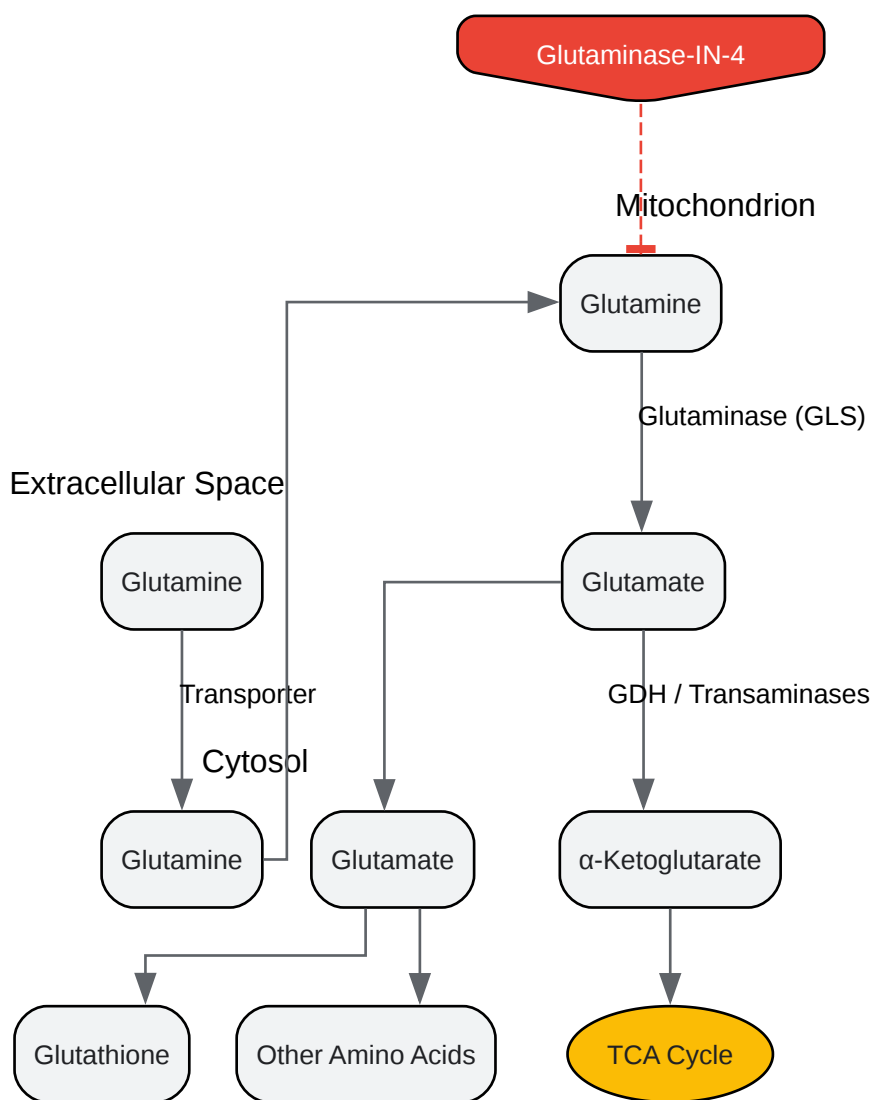 Glutaminase-IN-4
Mitochondrion
Glutamine
Glutaminase (GLS)
Extracellular Space
Glutamine
Glutamate
Transporter
GDH / Transaminases
Cytosol
Glutamine
Glutamate
α-Ketoglutarate
Glutathione
Other Amino Acids
TCA Cycle